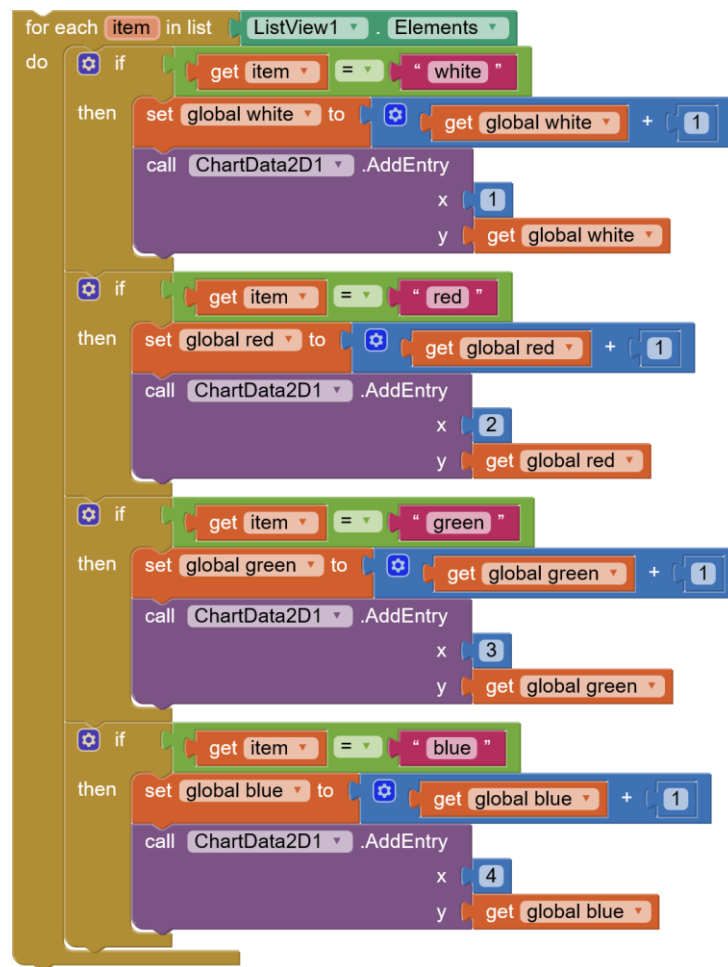 for each item in list ListView1 . Elements
do if get item = " white "
then set global white to get global white + 1
call ChartData2D1 .AddEntry
x 1
y get global white
if get item = " red "
then set global red to get global red + 1
call ChartData2D1 .AddEntry
x 2
y get global red
if get item = " green "
then set global green to get global green + 1
call ChartData2D1 .AddEntry
x 3
y get global green
if get item = " blue "
then set global blue to get global blue + 1
call ChartData2D1 .AddEntry
x 4
y get global blue